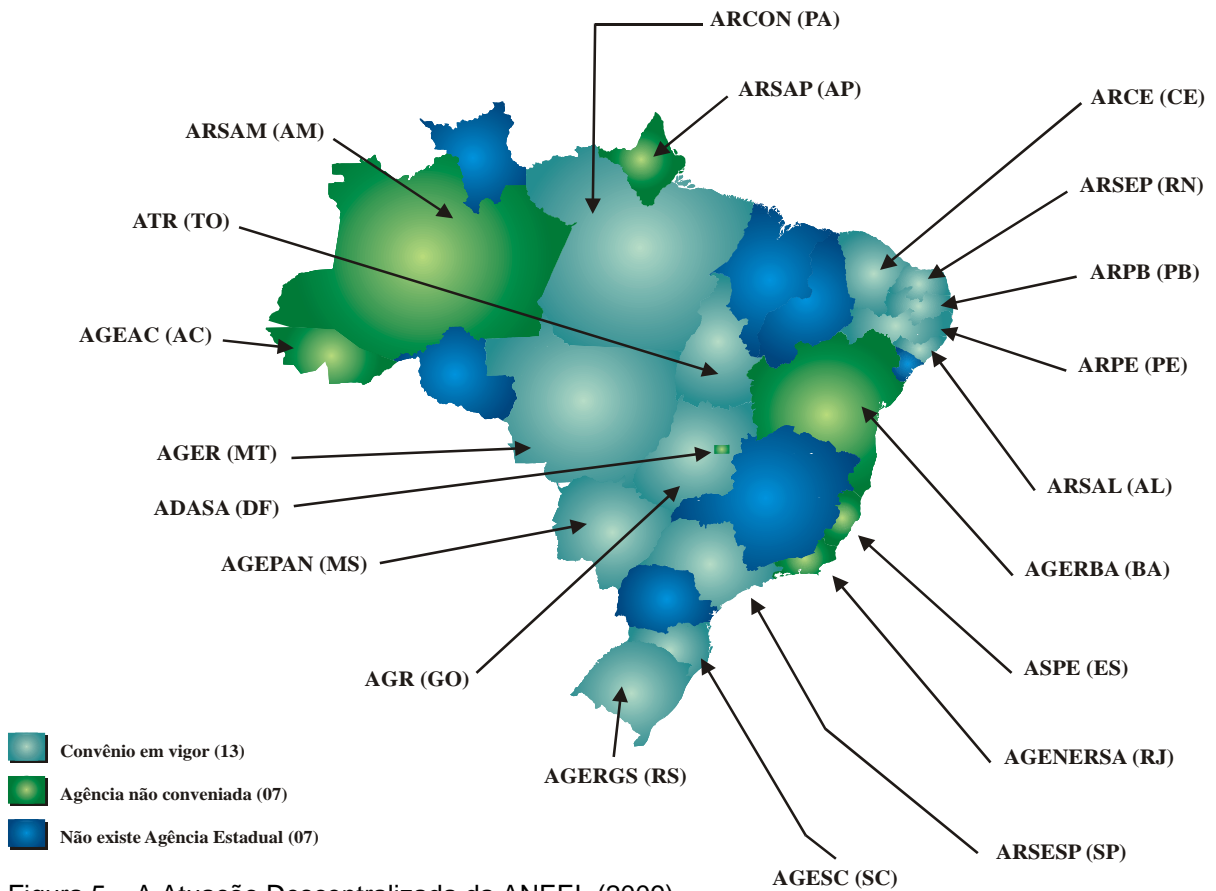 ARCON (PA)
ARSAP (AP)
ARCE (CE)
ARSAM (AM)
ARSEP (RN)
ATR (TO)
ARPB (PB)
AGEAC (AC)
ARPE (PE)
AGER (MT)
ARSAL (AL)
ADASA (DF)
AGEPAN (MS)
AGERBA (BA)
ASPE (ES)
AGR (GO)
Convênio em vigor (13)
AGENERSA (RJ)
AGERGS (RS)
Agência não conveniada (07)
Não existe Agência Estadual (07)
ARSESP (SP)
AGESC (SC)